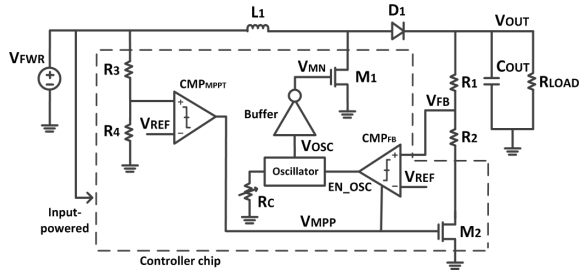 L1
D1
VOUT
VFWR
R3
CMPMPPT
VMN
M1
COUT
R1
RLOAD
VFB
R4
VREF
Buffer
CMPFB
R2
VOSC
Oscillator
EN_OSC
VREF
RC
Input-
powered
VMPP
M2
Controller chip
+
−
+
−
+
−